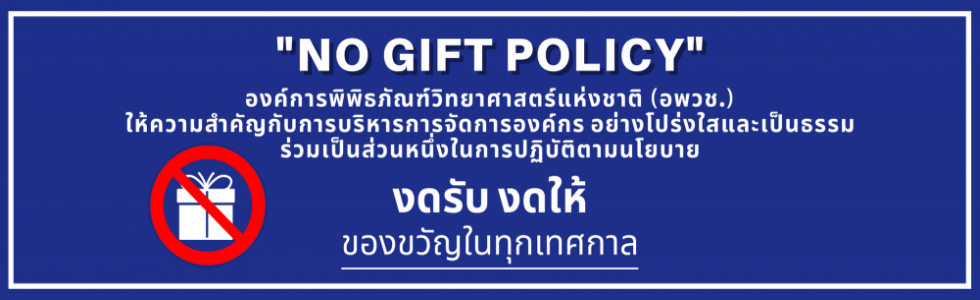 "NO GIFT POLICY"
องค์การพิพิธภัณฑ์วิทยาศาสตร์แห่งชาติ (อพวช.)
ให้ความสำคัญกับการบริหารการจัดการองค์กร อย่างโปร่งใสและเป็นธรรม
ร่วมเป็นส่วนหนึ่งในการปฏิบัติตามนโยบาย
งดรับ งดให้
ของขวัญในทุกเทศกาล